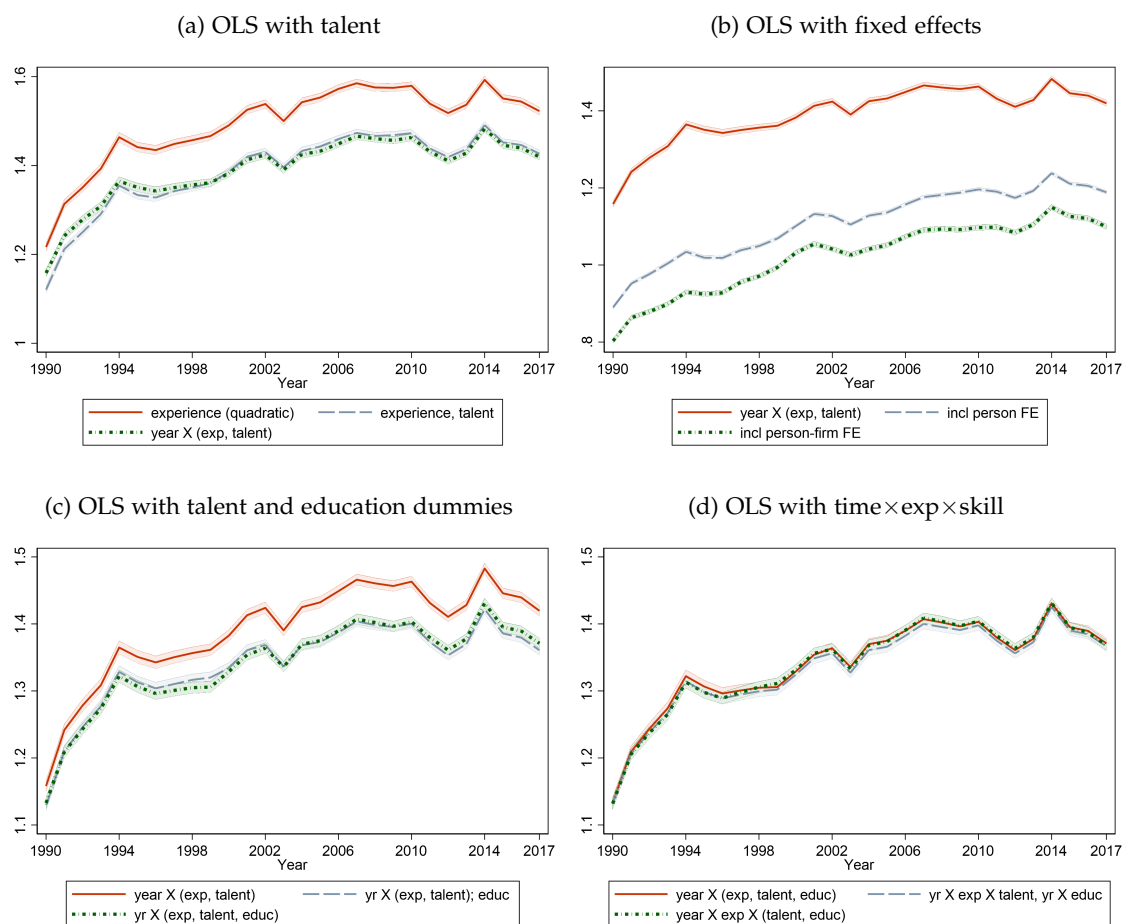 (a) OLS with talent
1.6
1.4
1.2
1
1990 1994 1998 2002 2006 2010 2014 2017
Year
experience (quadratic) experience, talent
year X (exp, talent)
(b) OLS with fixed effects
1.4
1.2
1
.8
1990 1994 1998 2002 2006 2010 2014 2017
Year
year X (exp, talent) incl person FE
incl person-firm FE
(c) OLS with talent and education dummies
1.5
1.4
1.3
1.2
1.1
1990 1994 1998 2002 2006 2010 2014 2017
Year
year X (exp, talent) yr X (exp, talent); educ
yr X (exp, talent, educ)
(d) OLS with time×exp×skill
1.5
1.4
1.3
1.2
1.1
1990 1994 1998 2002 2006 2010 2014 2017
Year
year X (exp, talent, educ) yr X exp X talent, yr X educ
year X exp X (talent, educ)